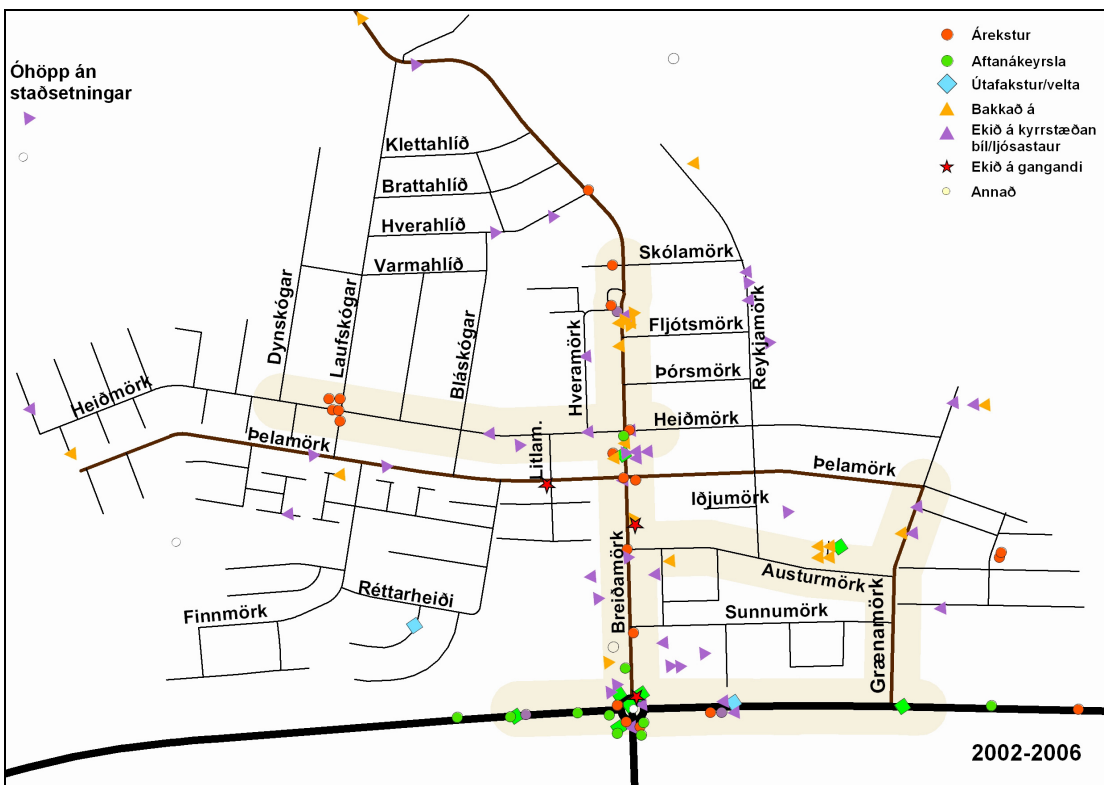 Óhöpp án
staðsetningar
Árekstur
Aftanákeyrsla
Útafakstur/velta
Bakkað á
Ekið á kyrrstæðan
bíl/ljósastaur
Ekið á gangandi
Annað
Klettahlíð
Brattahlíð
Hverahlíð
Varmahlíð
Skólamörk
Dynskógar
Laufskógar
Bláskógar
Hveramörk
Fljótsmörk
Reykjamörk
Þórsmörk
Heiðmörk
Heiðmörk
Þelamörk
Litlam.
Þelamörk
Iðjumörk
Breiðamörk
Austurmörk
Réttarheiði
Finnmörk
Sunnumörk
Grænamörk
2002-2006